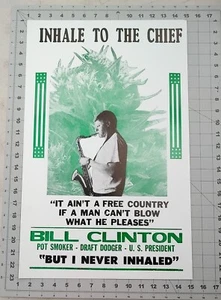 INHALE TO THE CHIEF
"IT AIN'T A FREE COUNTRY
IF A MAN CAN'T BLOW
WHAT HE PLEASES"
BILL CLINTON
POT SMOKER - DRAFT DODGER - U. S. PRESIDENT
"BUT I NEVER INHALED"